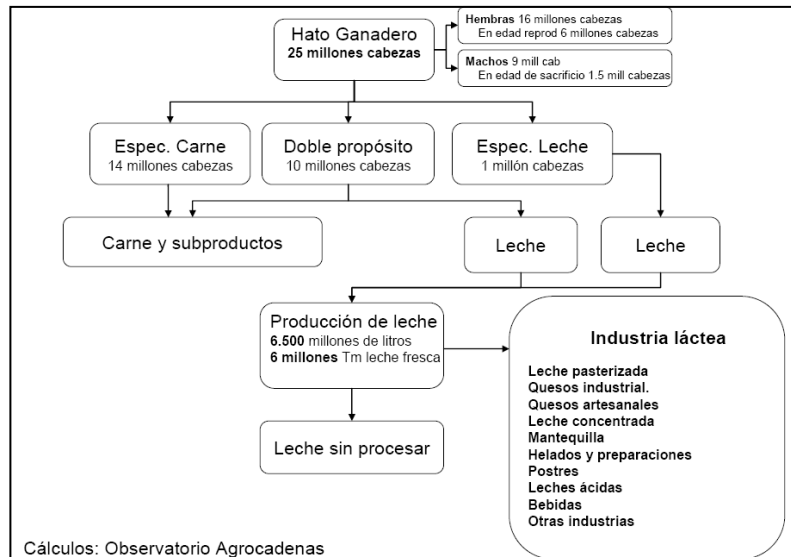 Hato Ganadero
25 millones cabezas
Hembras 16 millones cabezas
En edad reprod 6 millones cabezas
Machos 9 mill cab
En edad de sacrificio 1.5 mill cabezas
Espec. Carne
14 millones cabezas
Doble propósito
10 millones cabezas
Espec. Leche
1 millón cabezas
Carne y subproductos
Leche
Leche
Producción de leche
6.500 millones de litros
6 millones Tm leche fresca
Industria láctea
Leche pasterizada
Quesos industrial.
Quesos artesanales
Leche concentrada
Mantequilla
Helados y preparaciones
Postres
Leches ácidas
Bebidas
Otras industrias
Leche sin procesar
Cálculos: Observatorio Agrocadenas